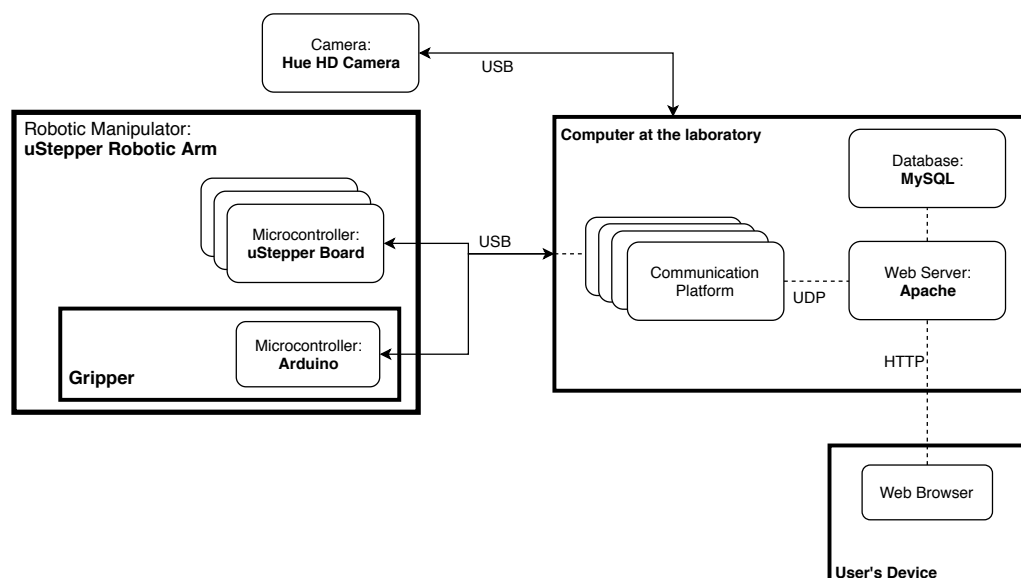 Camera:
Hue HD Camera
USB
Robotic Manipulator:
uStepper Robotic Arm
Microcontroller:
uStepper Board
Microcontroller:
Arduino
Gripper
USB
Computer at the laboratory
Database:
MySQL
Communication
Platform
UDP
Web Server:
Apache
HTTP
Web Browser
User's Device